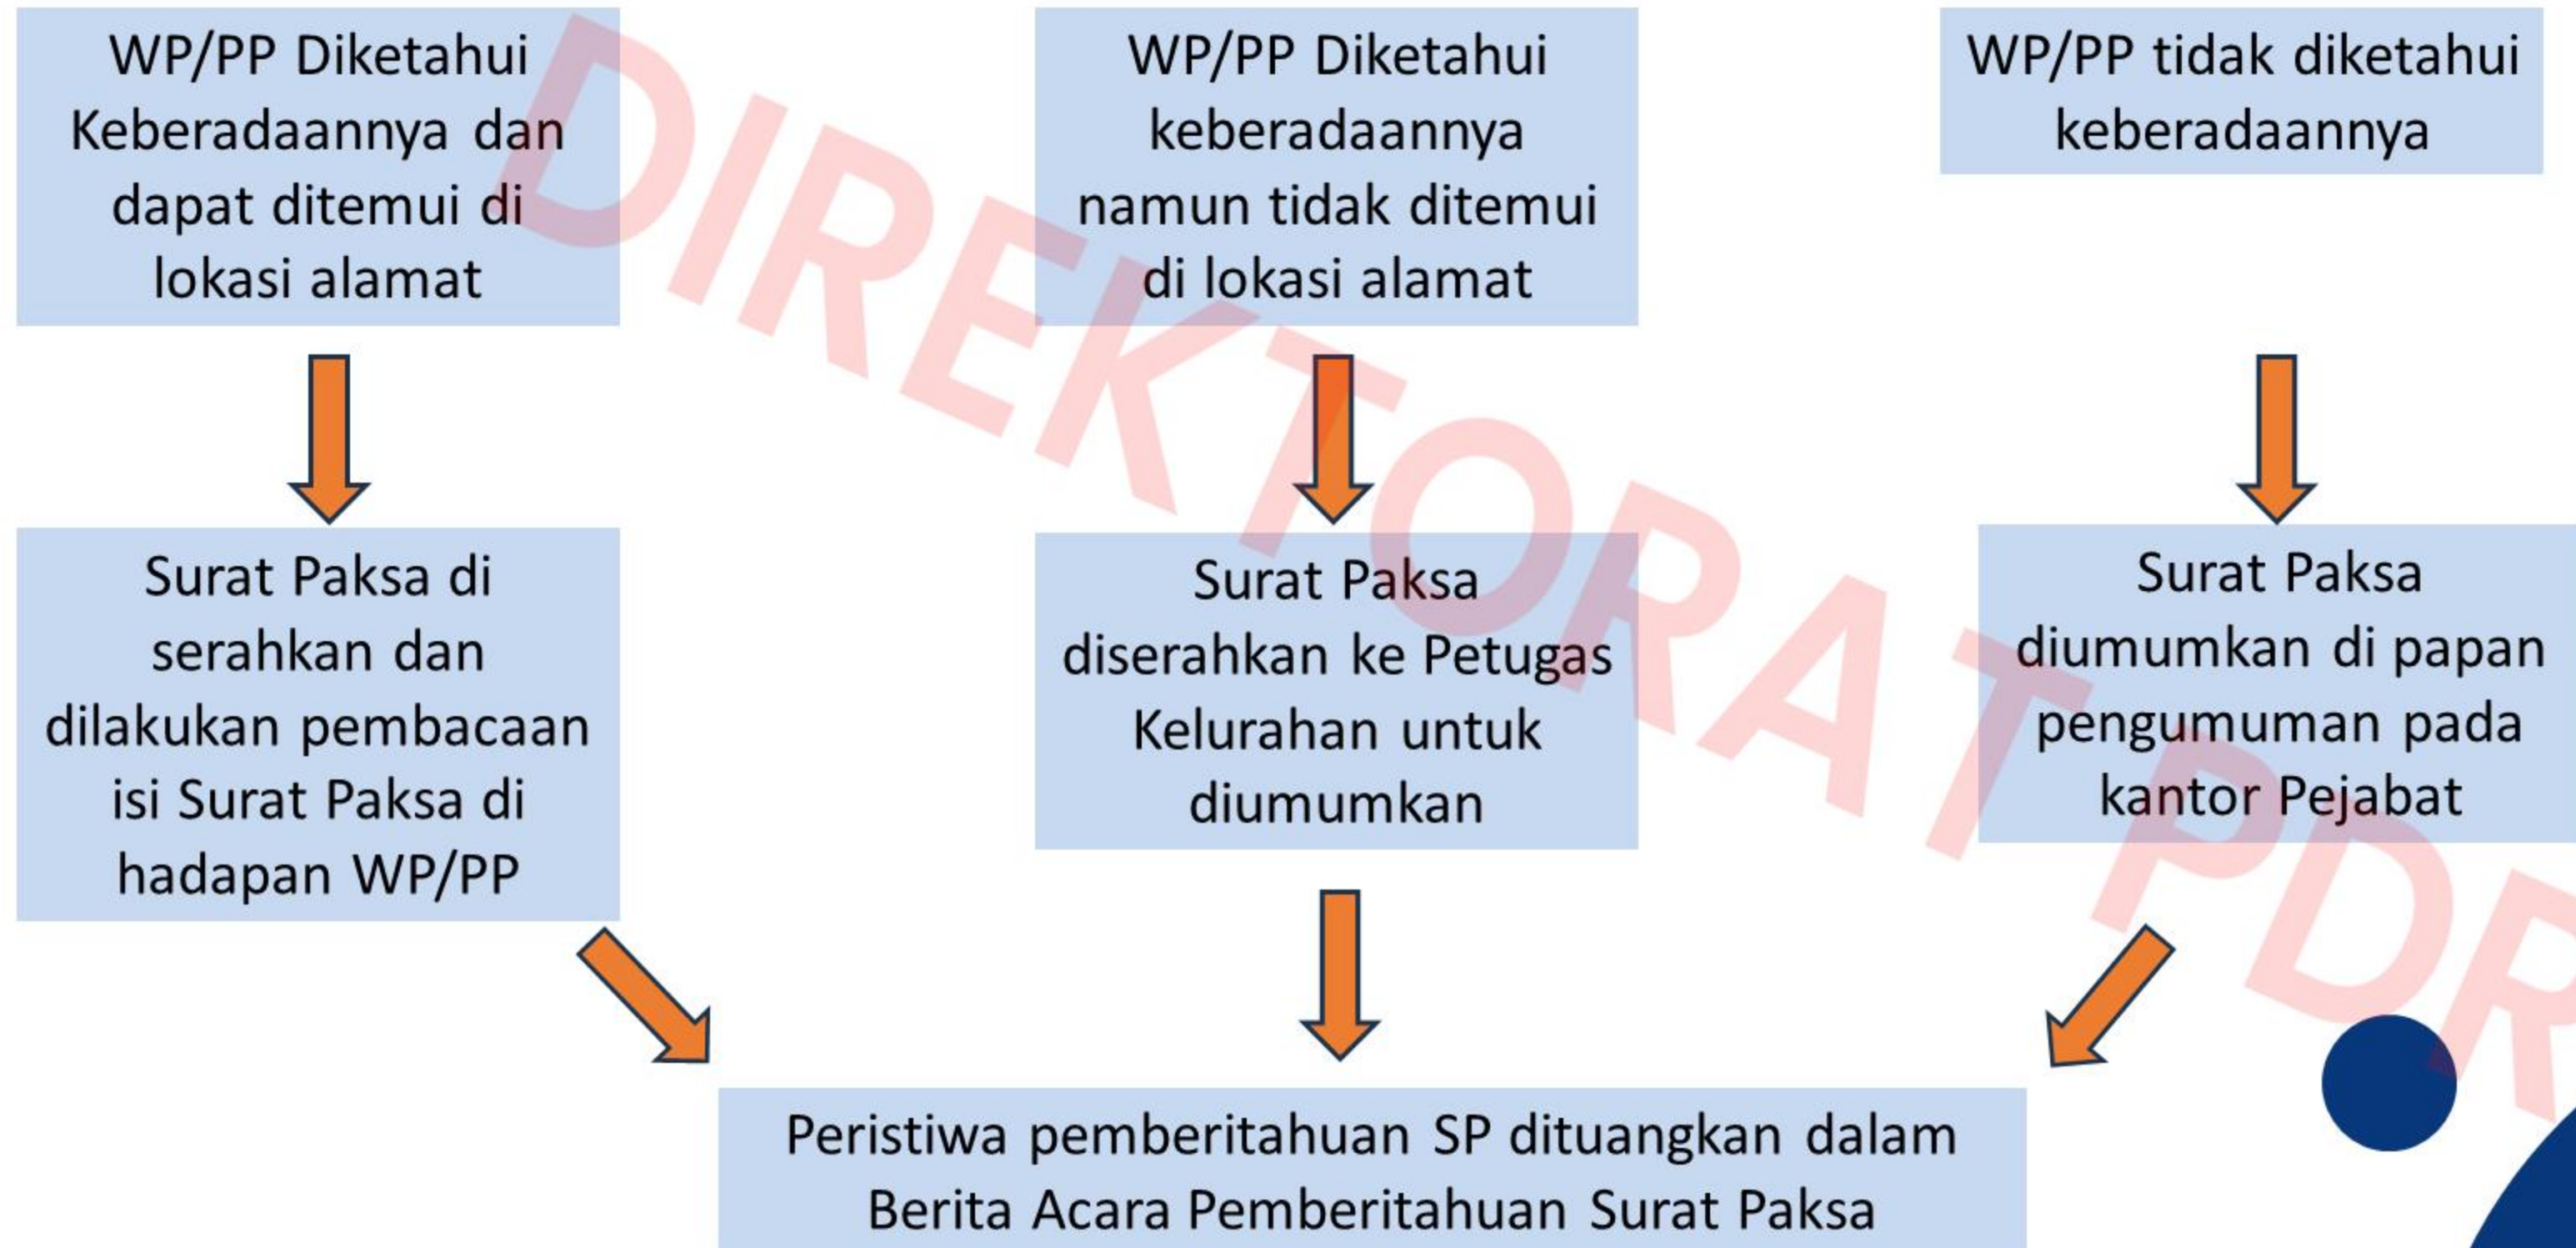 WP/PP Diketahui
Keberadaannya dan
dapat ditemui di
lokasi alamat
WP/PP Diketahui
keberadaannya
namun tidak ditemui
di lokasi alamat
WP/PP tidak diketahui
keberadaannya
Surat Paksa di
serahkan dan
dilakukan pembacaan
isi Surat Paksa di
hadapan WP/PP
Surat Paksa
diserahkan ke Petugas
Kelurahan untuk
diumumkan
Surat Paksa
diumumkan di papan
pengumuman pada
kantor Pejabat
Peristiwa pemberitahuan SP dituangkan dalam
Berita Acara Pemberitahuan Surat Paksa
DIREKTORAT PDR